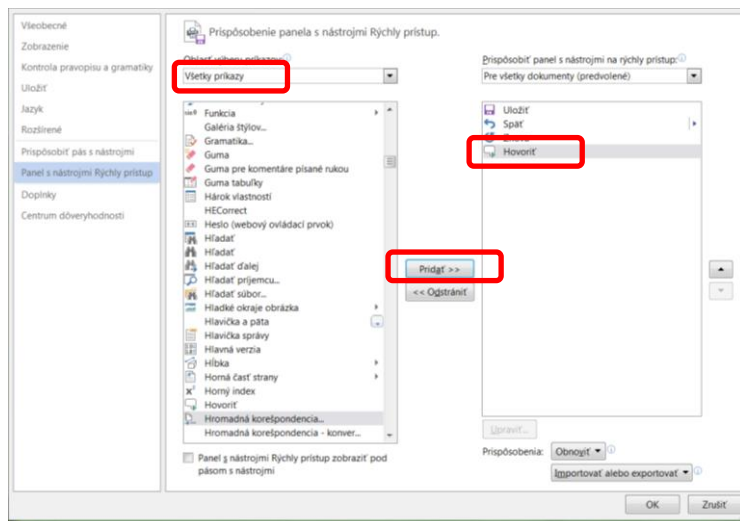 Všeobecné
Zobrazenie
Kontrola pravopisu a gramatiky
Uložiť
Jazyk
Rozšírené
Prispôsobiť pás s nástrojmi
Panel s nástrojmi Rýchly prístup
Doplnky
Centrum dôveryhodnosti
Prispôsobenie panela s nástrojmi Rýchly prístup.
Oblasť výberu príkazov:
Všetky príkazy
Funkcia
Galéria štýlov...
Gramatika...
Guma
Guma pre komentáre písané rukou
Guma tabuľky
Hárok vlastností
HECorrect
Heslo (webový ovládací prvok)
Hľadať
Hľadať
Hľadať ďalej
Hľadať príjemcu...
Hľadať súbor...
Hladké okraje obrázka
Hlavička a päta
Hlavička správy
Hlavná verzia
Hĺbka
Horná časť strany
Horný index
Hovoriť
Hromadná korešpondencia...
Hromadná korešpondencia - konver...
Panel s nástrojmi Rýchly prístup zobraziť pod
pásom s nástrojmi
Pridať >>
<< Odstrániť
Prispôsobiť panel s nástrojmi na rýchly prístup:
Pre všetky dokumenty (predvolené)
Uložiť
Späť
Hovoriť
Upraviť...
Prispôsobenia:
Obnoviť
Importovať alebo exportovať
OK
Zrušiť